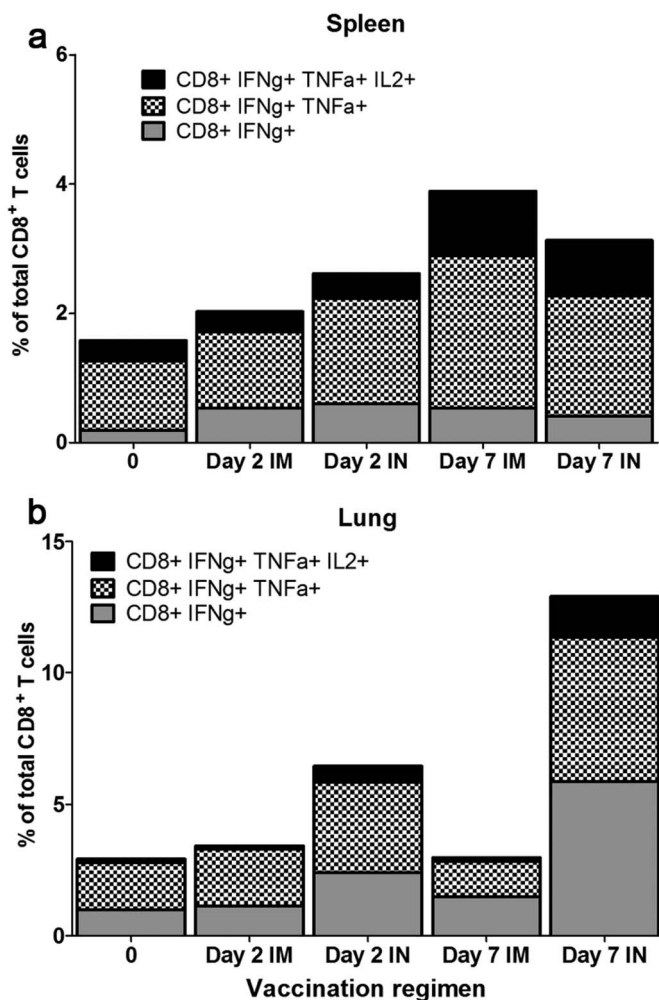 a
Spleen
6
4
2
0
% of total CD8⁺ T cells
CD8+ IFNg+ TNFa+ IL2+
CD8+ IFNg+ TNFa+
CD8+ IFNg+
0 Day 2 IM Day 2 IN Day 7 IM Day 7 IN
b
Lung
15
10
5
0
% of total CD8⁺ T cells
CD8+ IFNg+ TNFa+ IL2+
CD8+ IFNg+ TNFa+
CD8+ IFNg+
0 Day 2 IM Day 2 IN Day 7 IM Day 7 IN
Vaccination regimen